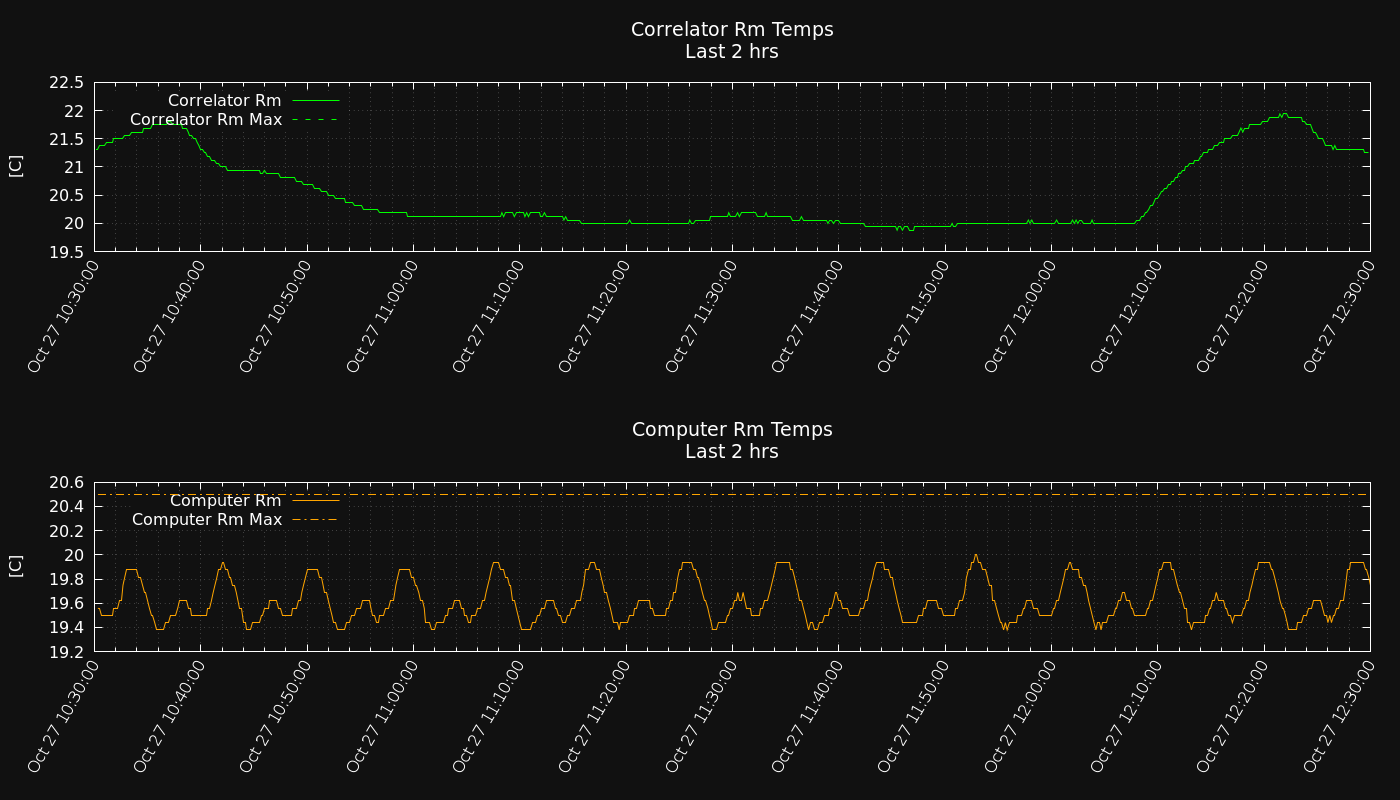 Correlator Rm Temps
Last 2 hrs
22.5
22
21.5
21
20.5
20
19.5
[C]
Correlator Rm
Correlator Rm Max
Oct 27 10:30:00
Oct 27 10:40:00
Oct 27 10:50:00
Oct 27 11:00:00
Oct 27 11:10:00
Oct 27 11:20:00
Oct 27 11:30:00
Oct 27 11:40:00
Oct 27 11:50:00
Oct 27 12:00:00
Oct 27 12:10:00
Oct 27 12:20:00
Oct 27 12:30:00
Computer Rm Temps
Last 2 hrs
20.6
20.4
20.2
20
19.8
19.6
19.4
19.2
[C]
Computer Rm
Computer Rm Max
Oct 27 10:30:00
Oct 27 10:40:00
Oct 27 10:50:00
Oct 27 11:00:00
Oct 27 11:10:00
Oct 27 11:20:00
Oct 27 11:30:00
Oct 27 11:40:00
Oct 27 11:50:00
Oct 27 12:00:00
Oct 27 12:10:00
Oct 27 12:20:00
Oct 27 12:30:00